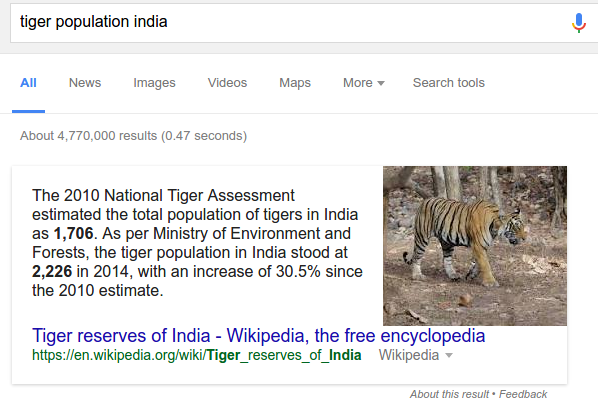 tiger population india
All News Images Videos Maps More Search tools
About 4,770,000 results (0.47 seconds)
The 2010 National Tiger Assessment
estimated the total population of tigers in India
as 1,706. As per Ministry of Environment and
Forests, the tiger population in India stood at
2,226 in 2014, with an increase of 30.5% since
the 2010 estimate.
Tiger reserves of India - Wikipedia, the free encyclopedia
https://en.wikipedia.org/wiki/Tiger_reserves_of_India Wikipedia
About this result • Feedback